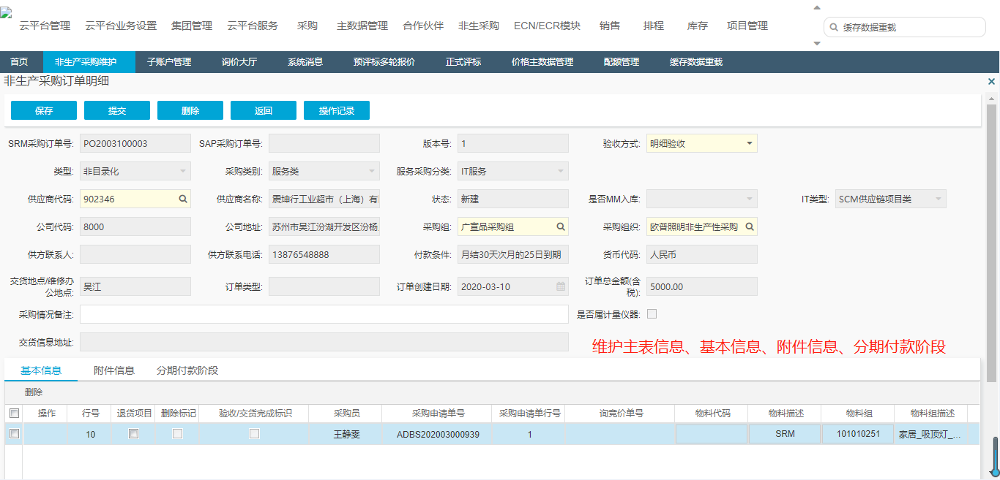 云平台管理 云平台业务设置 集团管理 云平台服务 采购 主数据管理 合作伙伴 非生采购 ECN/ECR模块 销售 排程 库存 项目管理 缓存数据重载
首页 非生产采购维护 子账户管理 询价大厅 系统消息 预评标多轮报价 正式评标 价格主数据管理 配额管理 缓存数据重载
非生产采购订单明细
保存 提交 删除 返回 操作记录
SRM采购订单号: PO2003100003 SAP采购订单号: 版本号: 1 验收方式: 明细验收
类型: 非目录化 采购类别: 服务类 服务采购分类: IT服务
供应商代码: 902346 供应商名称: 震坤行工业超市（上海）有 状态: 新建 是否MM入库: IT类型: SCM供应链项目类
公司代码: 8000 公司地址: 苏州市吴江汾湖开发区汾杨 采购组: 广宣品采购组 采购组织: 欧普照明非生产性采购
供方联系人: 供方联系电话: 13876548888 付款条件: 月结30天次月的25日到期 货币代码: 人民币
交货地点/维修办公地点: 吴江 订单类型: 订单创建日期: 2020-03-10 订单总金额(含税): 5000.00
采购情况备注: 是否属计量仪器:
交货信息地址:
维护主表信息、基本信息、附件信息、分期付款阶段
基本信息 附件信息 分期付款阶段
删除
操作 行号 退货项目 删除标记 验收/交货完成标识 采购员 采购申请单号 采购申请单行号 询竞价单号 物料代码 物料描述 物料组 物料组描述
10 王静雯 ADBS202003000939 1 SRM 101010251 家居_吸顶灯_...